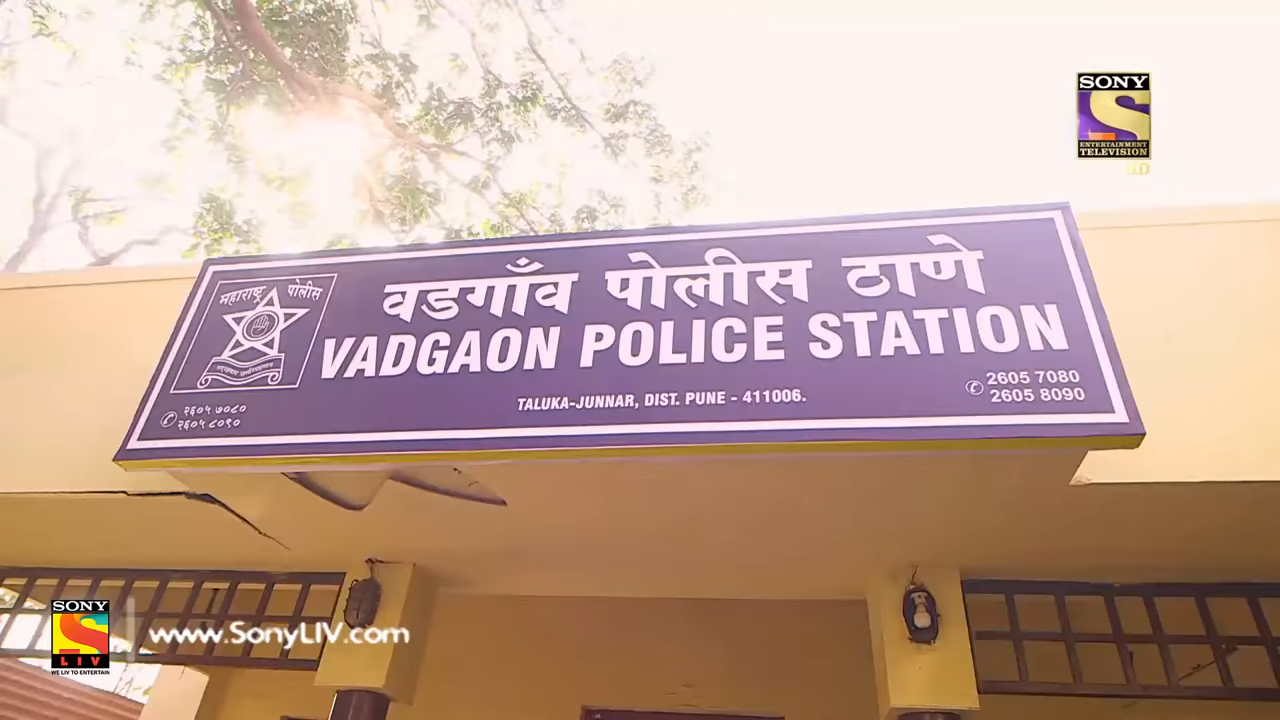 SONY
ENTERTAINMENT
TELEVISION
HD
महाराष्ट्र पोलीस
वडगाँव पोलीस ठाणे
VADGAON POLICE STATION
TALUKA-JUNNAR, DIST. PUNE - 411006.
२६०५ ७०८०
२६०५ ८०९०
2605 7080
2605 8090
SONY
LIV
WE LIV TO ENTERTAIN
www.SonyLIV.com